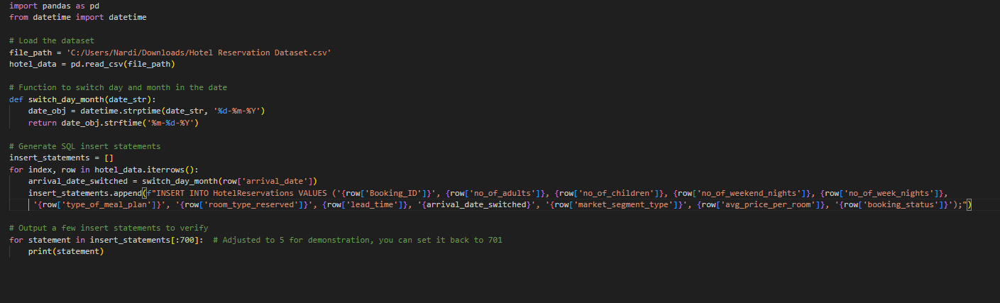 import pandas as pd
from datetime import datetime
# Load the dataset
file_path = 'C:/Users/Nardi/Downloads/Hotel Reservation Dataset.csv'
hotel_data = pd.read_csv(file_path)
# Function to switch day and month in the date
def switch_day_month(date_str):
    date_obj = datetime.strptime(date_str, '%d-%m-%Y')
    return date_obj.strftime('%m-%d-%Y')
# Generate SQL insert statements
insert_statements = []
for index, row in hotel_data.iterrows():
    arrival_date_switched = switch_day_month(row['arrival_date'])
    insert_statements.append(f"INSERT INTO HotelReservations VALUES ('{row['Booking_ID']}', {row['no_of_adults']}, {row['no_of_children']}, {row['no_of_weekend_nights']}, {row['no_of_week_nights']},
     '{row['type_of_meal_plan']}', '{row['room_type_reserved']}', {row['lead_time']}, '{arrival_date_switched}', '{row['market_segment_type']}', {row['avg_price_per_room']}, '{row['booking_status']}');")
# Output a few insert statements to verify
for statement in insert_statements[:700]:  # Adjusted to 5 for demonstration, you can set it back to 701
    print(statement)